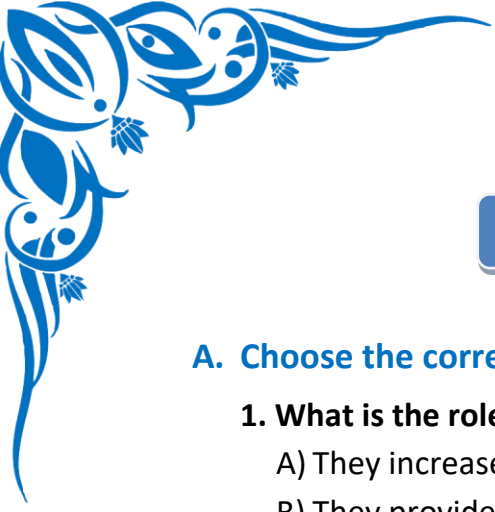 A. Choose the corre
1. What is the role
A) They increase
B) They provide